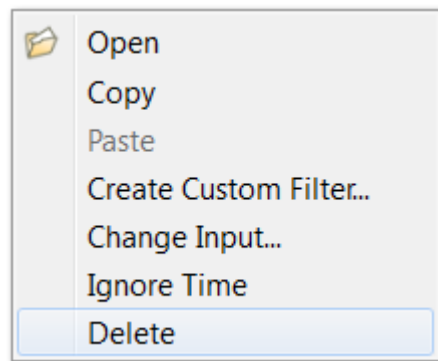 Open
Copy
Paste
Create Custom Filter...
Change Input...
Ignore Time
Delete